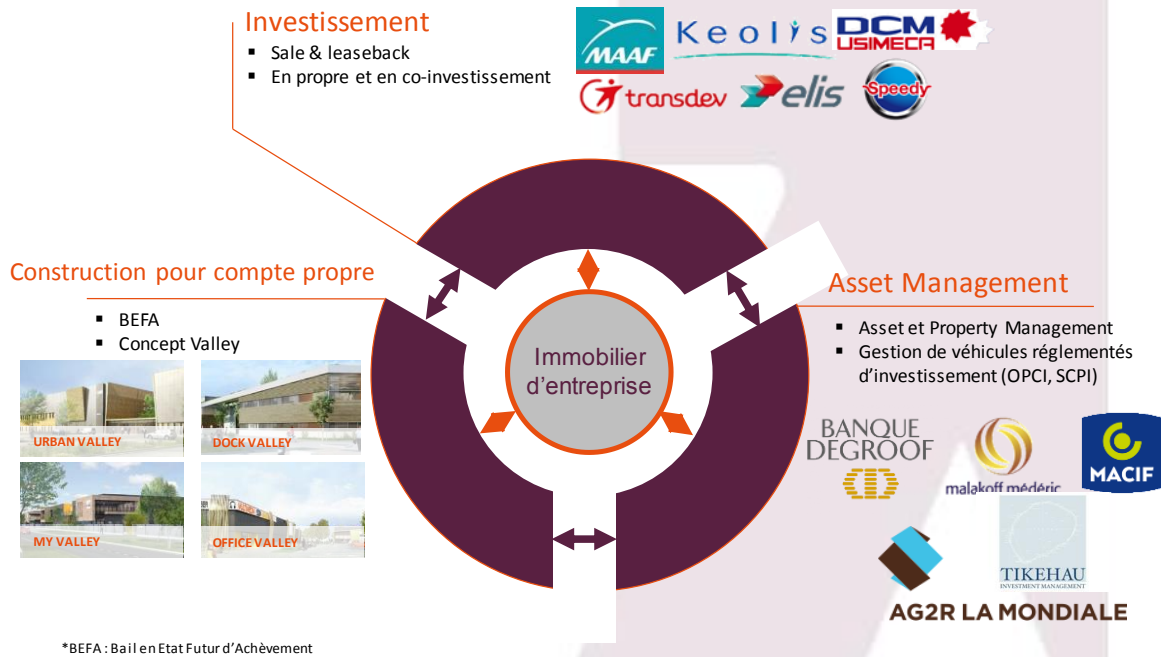 Investissement
Sale & leaseback
En propre et en co-investissement
MAAF
Keolis
DCM
USIMECA
transdev
elis
Speedy
Construction pour compte propre
BEFA
Concept Valley
URBAN VALLEY
DOCK VALLEY
MY VALLEY
OFFICE VALLEY
Immobilier
d'entreprise
Asset Management
Asset et Property Management
Gestion de véhicules réglementés
d'investissement (OPCI, SCPI)
BANQUE
DEGROOF
malakoff médéric
MACIF
TIKEHAU
INVESTMENT MANAGEMENT
AG2R LA MONDIALE
*BEFA : Bail en Etat Futur d'Achèvement